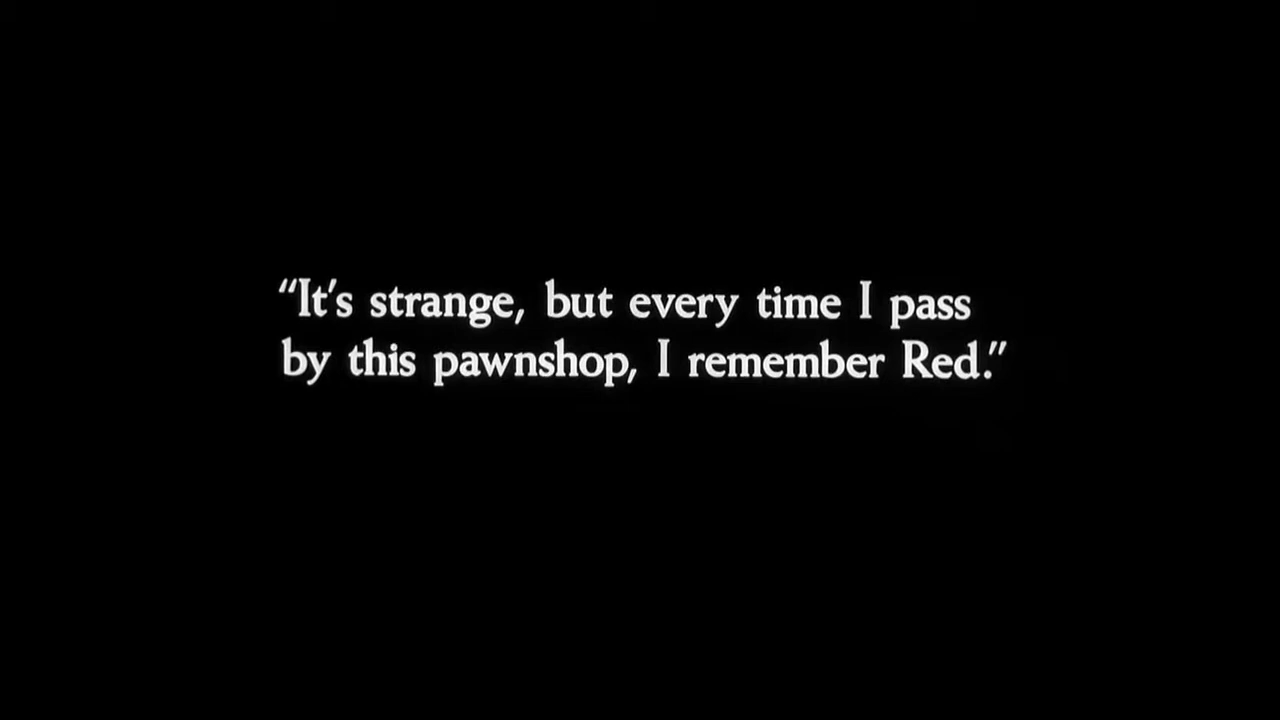 “It's strange, but every time I pass
by this pawnshop, I remember Red.”